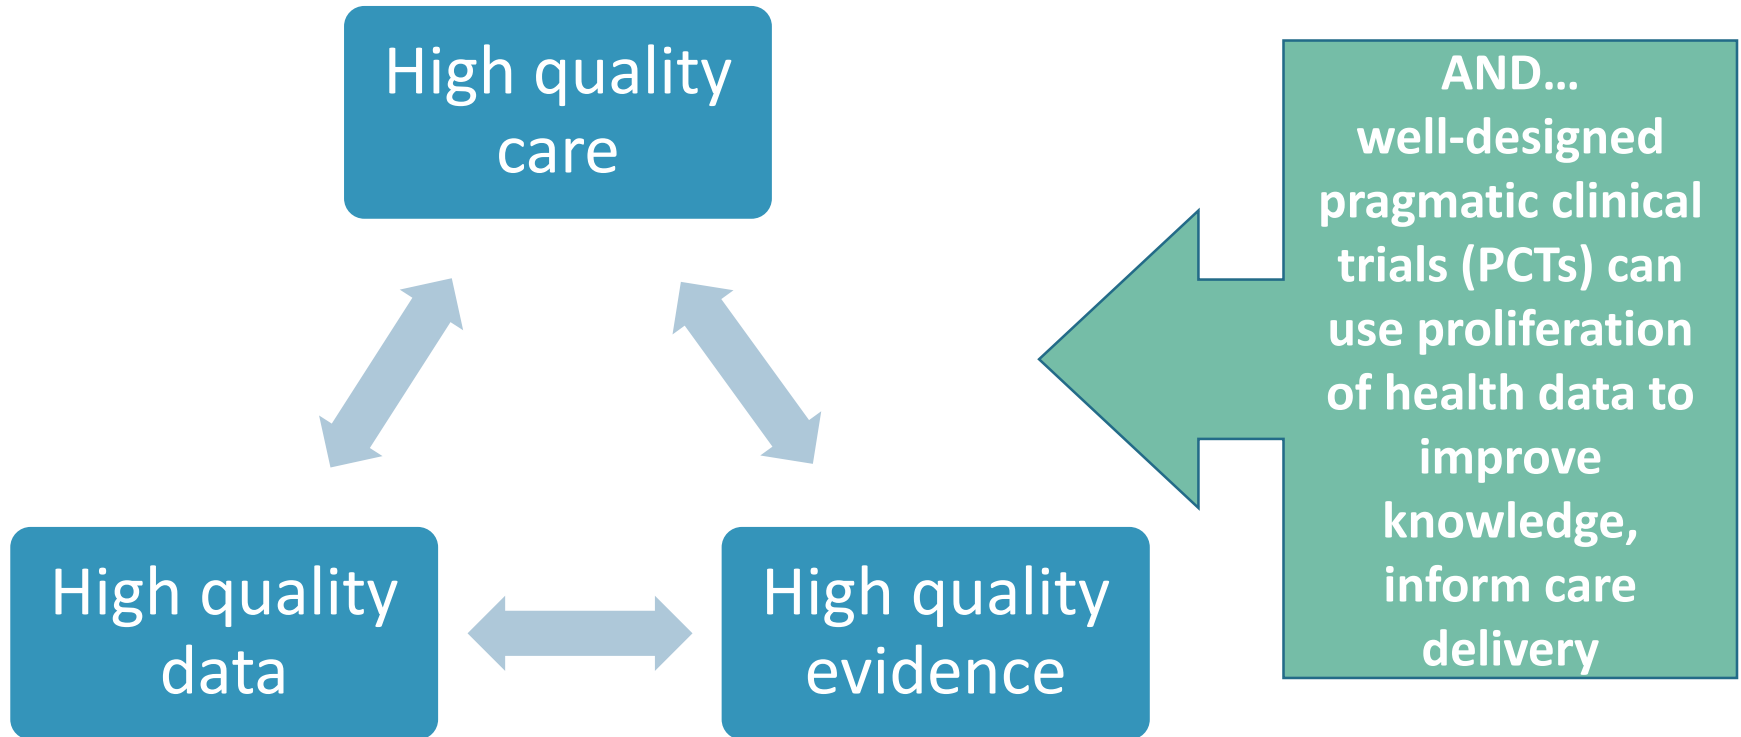 High quality
care
High quality
data
High quality
evidence
AND...
well-designed
pragmatic clinical
trials (PCTs) can
use proliferation
of health data to
improve
knowledge,
inform care
delivery